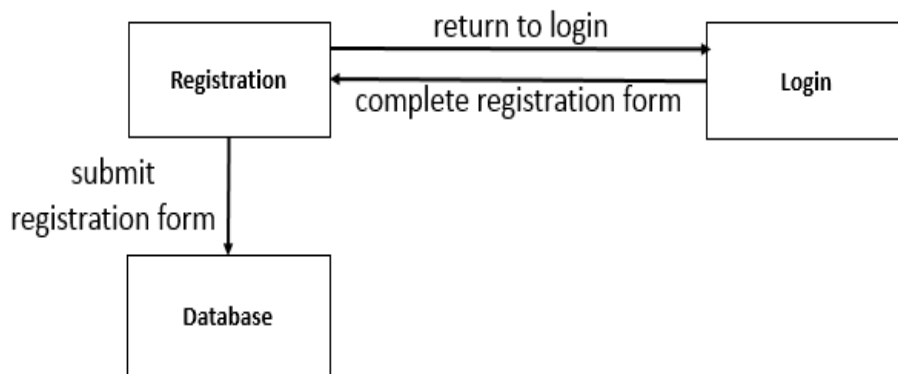 return to login
Registration
Login
complete registration form
submit
registration form
Database